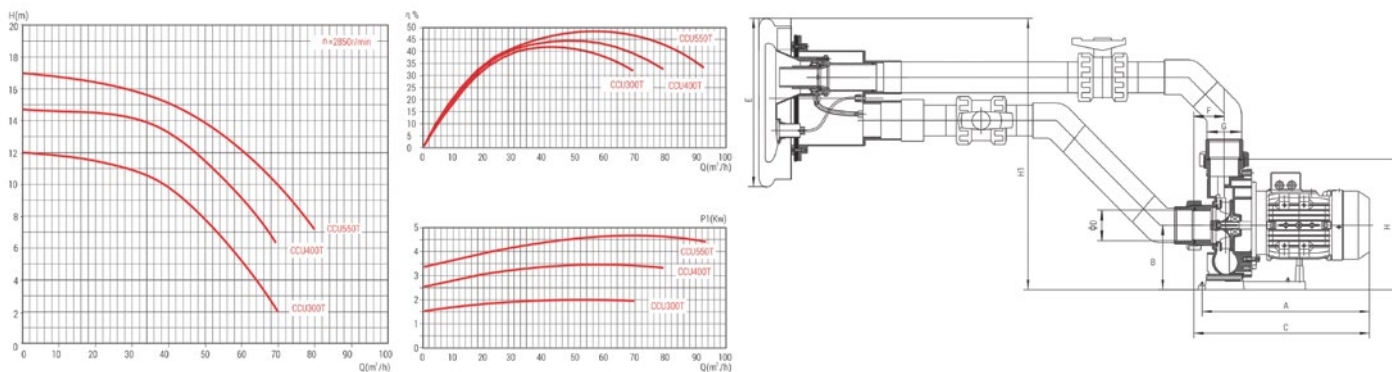 H(m)
20
18
16
14
12
10
8
6
4
2
0
n=2850r/min
CCU550T
CCU400T
CCU300T
0 10 20 30 40 50 60 70 80 90 100
Q(m³/h)
η %
50
45
40
35
30
25
20
15
10
5
0
CCU550T
CCU400T
CCU300T
0 10 20 30 40 50 60 70 80 90 100
Q(m³/h)
P1(Kw)
5
4
3
2
1
0
CCU550T
CCU400T
CCU300T
0 10 20 30 40 50 60 70 80 90 100
Q(m³/h)
E
H1
F
G
ΦD
B
H
A
C